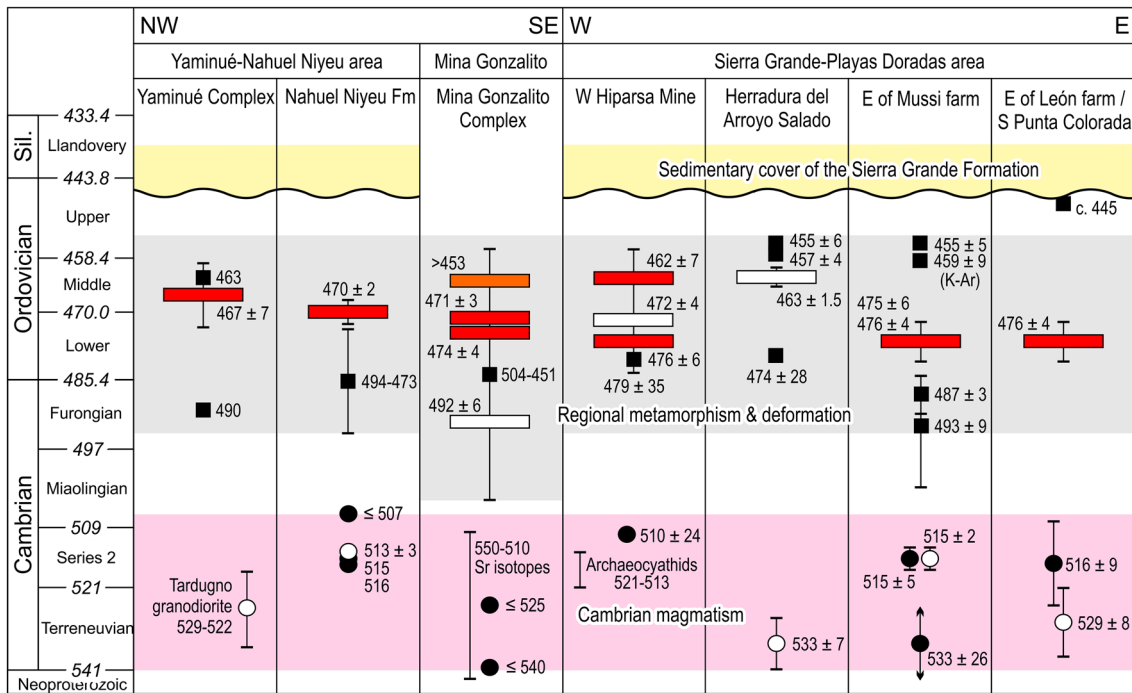 NW
SE
W
E
Yaminué-Nahuel Niyeu area
Mina Gonzalito
Sierra Grande-Playas Doradas area
Yaminué Complex
Nahuel Niyeu Fm
Mina Gonzalito
Complex
W Hiparsa Mine
Herradura del
Arroyo Salado
E of Mussi farm
E of León farm /
S Punta Colorada
433.4
Sil.
Llandovery
443.8
Sedimentary cover of the Sierra Grande Formation
Ordovician
Upper
c. 445
458.4
Middle
470.0
Lower
485.4
463
467 ± 7
490
470 ± 2
494-473
>453
471 ± 3
474 ± 4
504-451
492 ± 6
462 ± 7
472 ± 4
476 ± 6
479 ± 35
455 ± 6
457 ± 4
463 ± 1.5
474 ± 28
455 ± 5
459 ± 9
(K-Ar)
475 ± 6
476 ± 4
487 ± 3
493 ± 9
476 ± 4
Regional metamorphism & deformation
Cambrian
Furongian
497
Miaolingian
509
Series 2
521
Terreneuvian
541
Neoproterozoic
Tardugno
granodiorite
529-522
≤ 507
513 ± 3
515
516
550-510
Sr isotopes
≤ 525
≤ 540
510 ± 24
Archaeocyathids
521-513
Cambrian magmatism
533 ± 7
515 ± 2
515 ± 5
533 ± 26
516 ± 9
529 ± 8